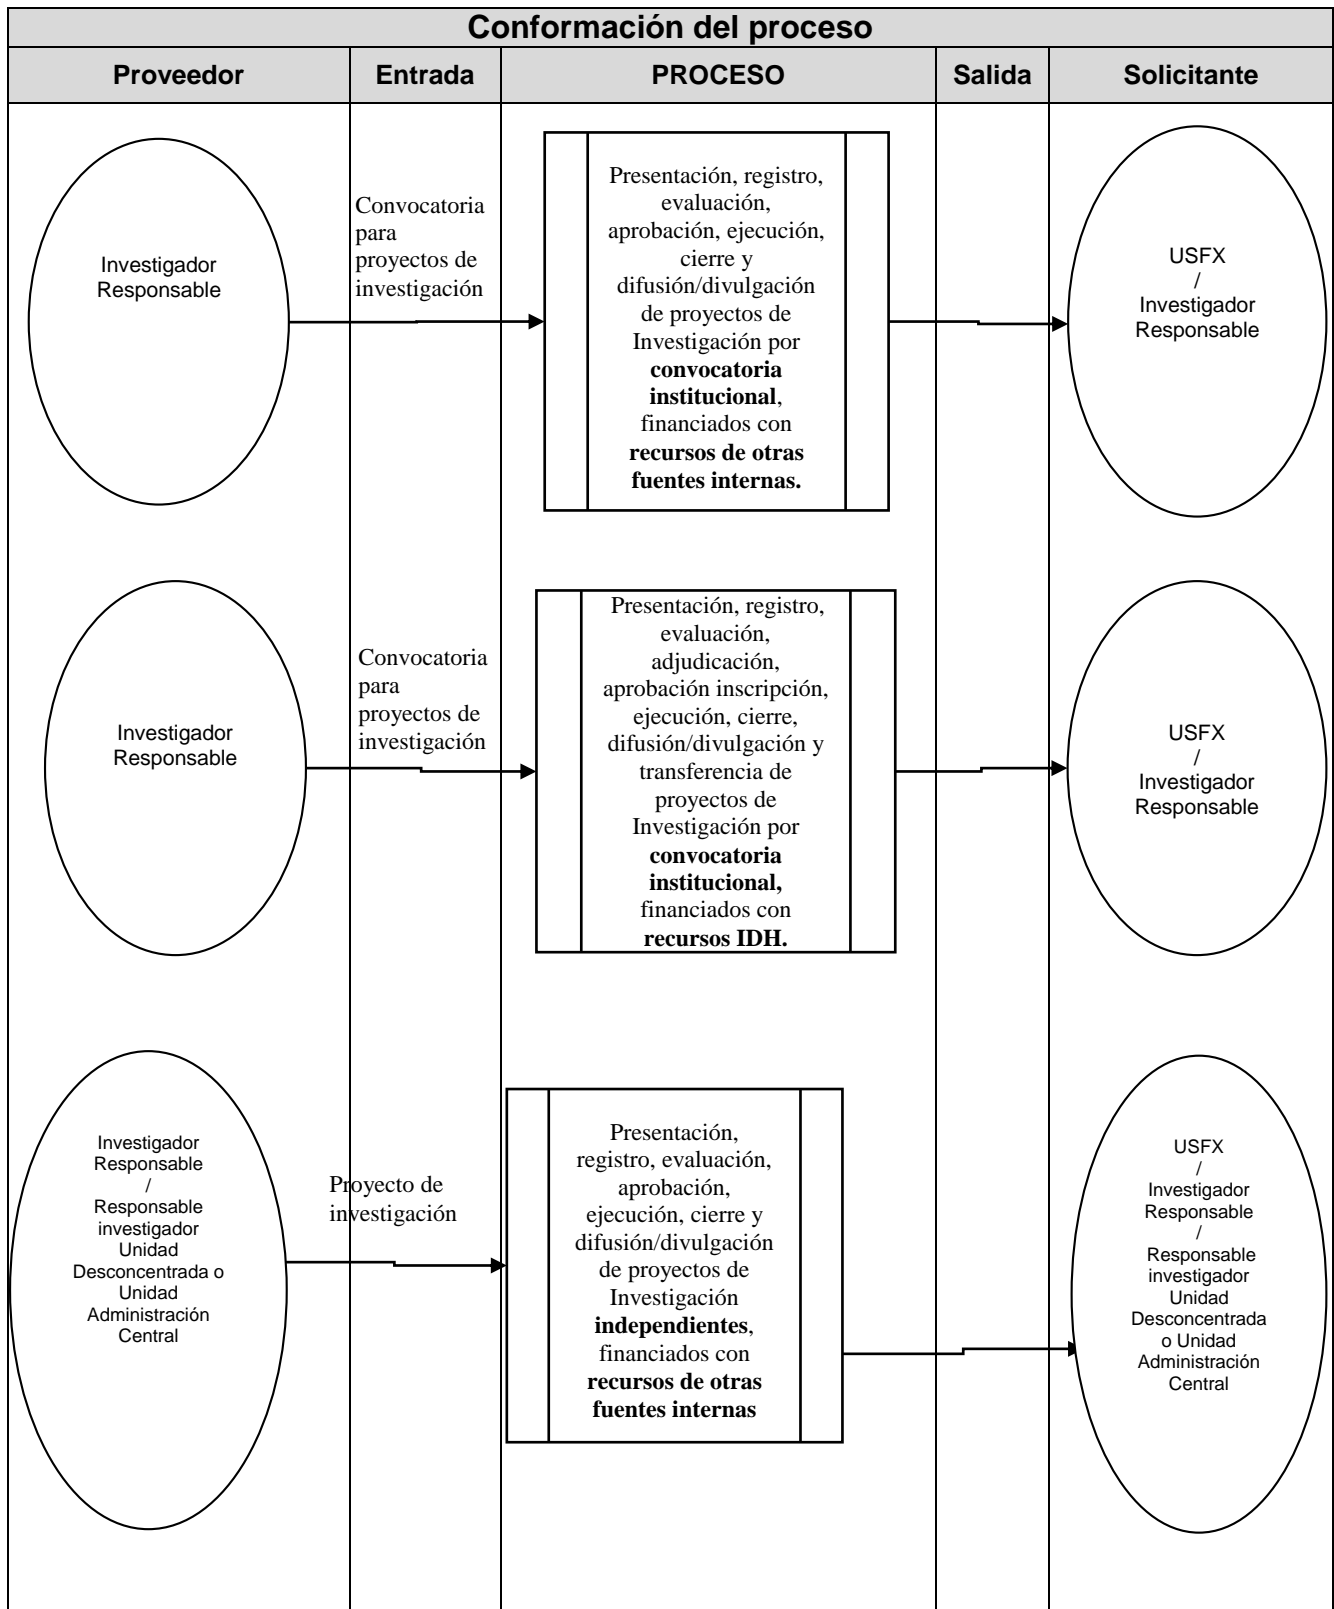 Conformación del proceso
Proveedor
Entrada
PROCESO
Salida
Solicitante
Investigador
Responsable
Convocatoria
para
proyectos de
investigación
Presentación, registro,
evaluación,
aprobación, ejecución,
cierre y
difusión/divulgación
de proyectos de
Investigación por
convocatoria
institucional,
financiados con
recursos de otras
fuentes internas.
USFX
/
Investigador
Responsable
Investigador
Responsable
Convocatoria
para
proyectos de
investigación
Presentación, registro,
evaluación,
adjudicación,
aprobación inscripción,
ejecución, cierre,
difusión/divulgación y
transferencia de
proyectos de
Investigación por
convocatoria
institucional,
financiados con
recursos IDH.
USFX
/
Investigador
Responsable
Investigador
Responsable
/
Responsable
investigador
Unidad
Desconcentrada o
Unidad
Administración
Central
Proyecto de
investigación
Presentación,
registro, evaluación,
aprobación,
ejecución, cierre y
difusión/divulgación
de proyectos de
Investigación
independientes,
financiados con
recursos de otras
fuentes internas
USFX
/
Investigador
Responsable
/
Responsable
investigador
Unidad
Desconcentrada
o Unidad
Administración
Central